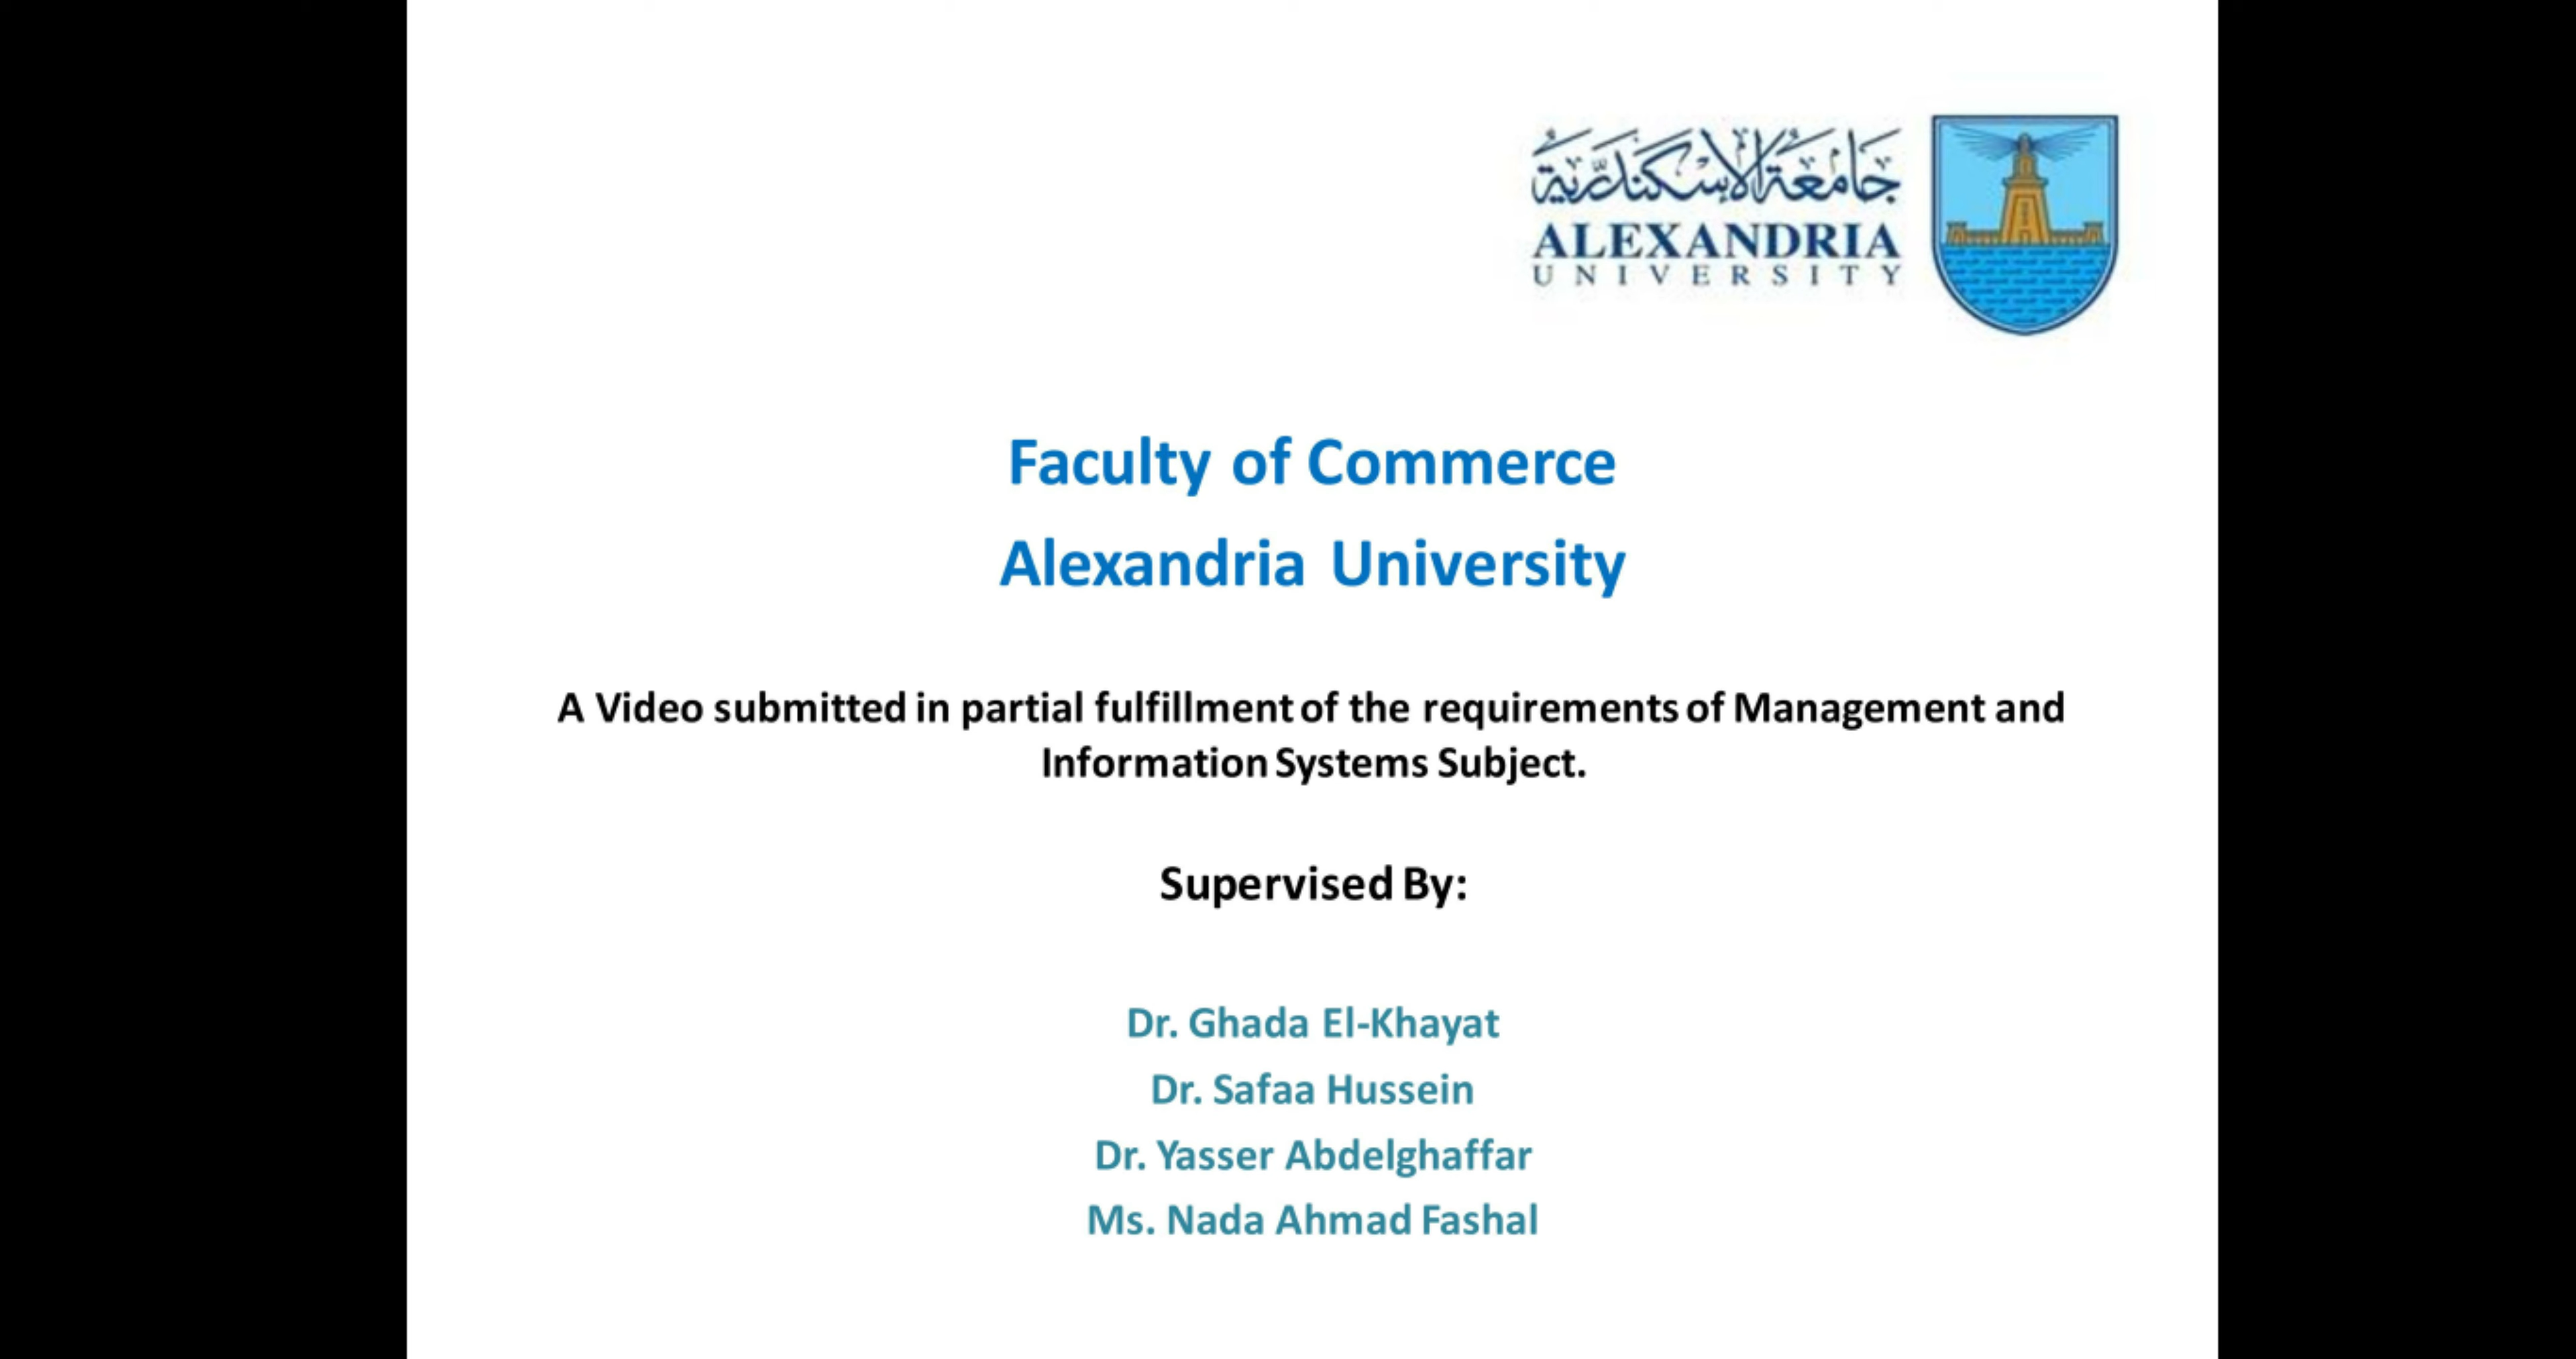 جامعة الإسكندرية
ALEXANDRIA
UNIVERSITY
Faculty of Commerce
Alexandria University
A Video submitted in partial fulfillment of the requirements of Management and
Information Systems Subject.
Supervised By:
Dr. Ghada El-Khayat
Dr. Safaa Hussein
Dr. Yasser Abdelghaffar
Ms. Nada Ahmad Fashal